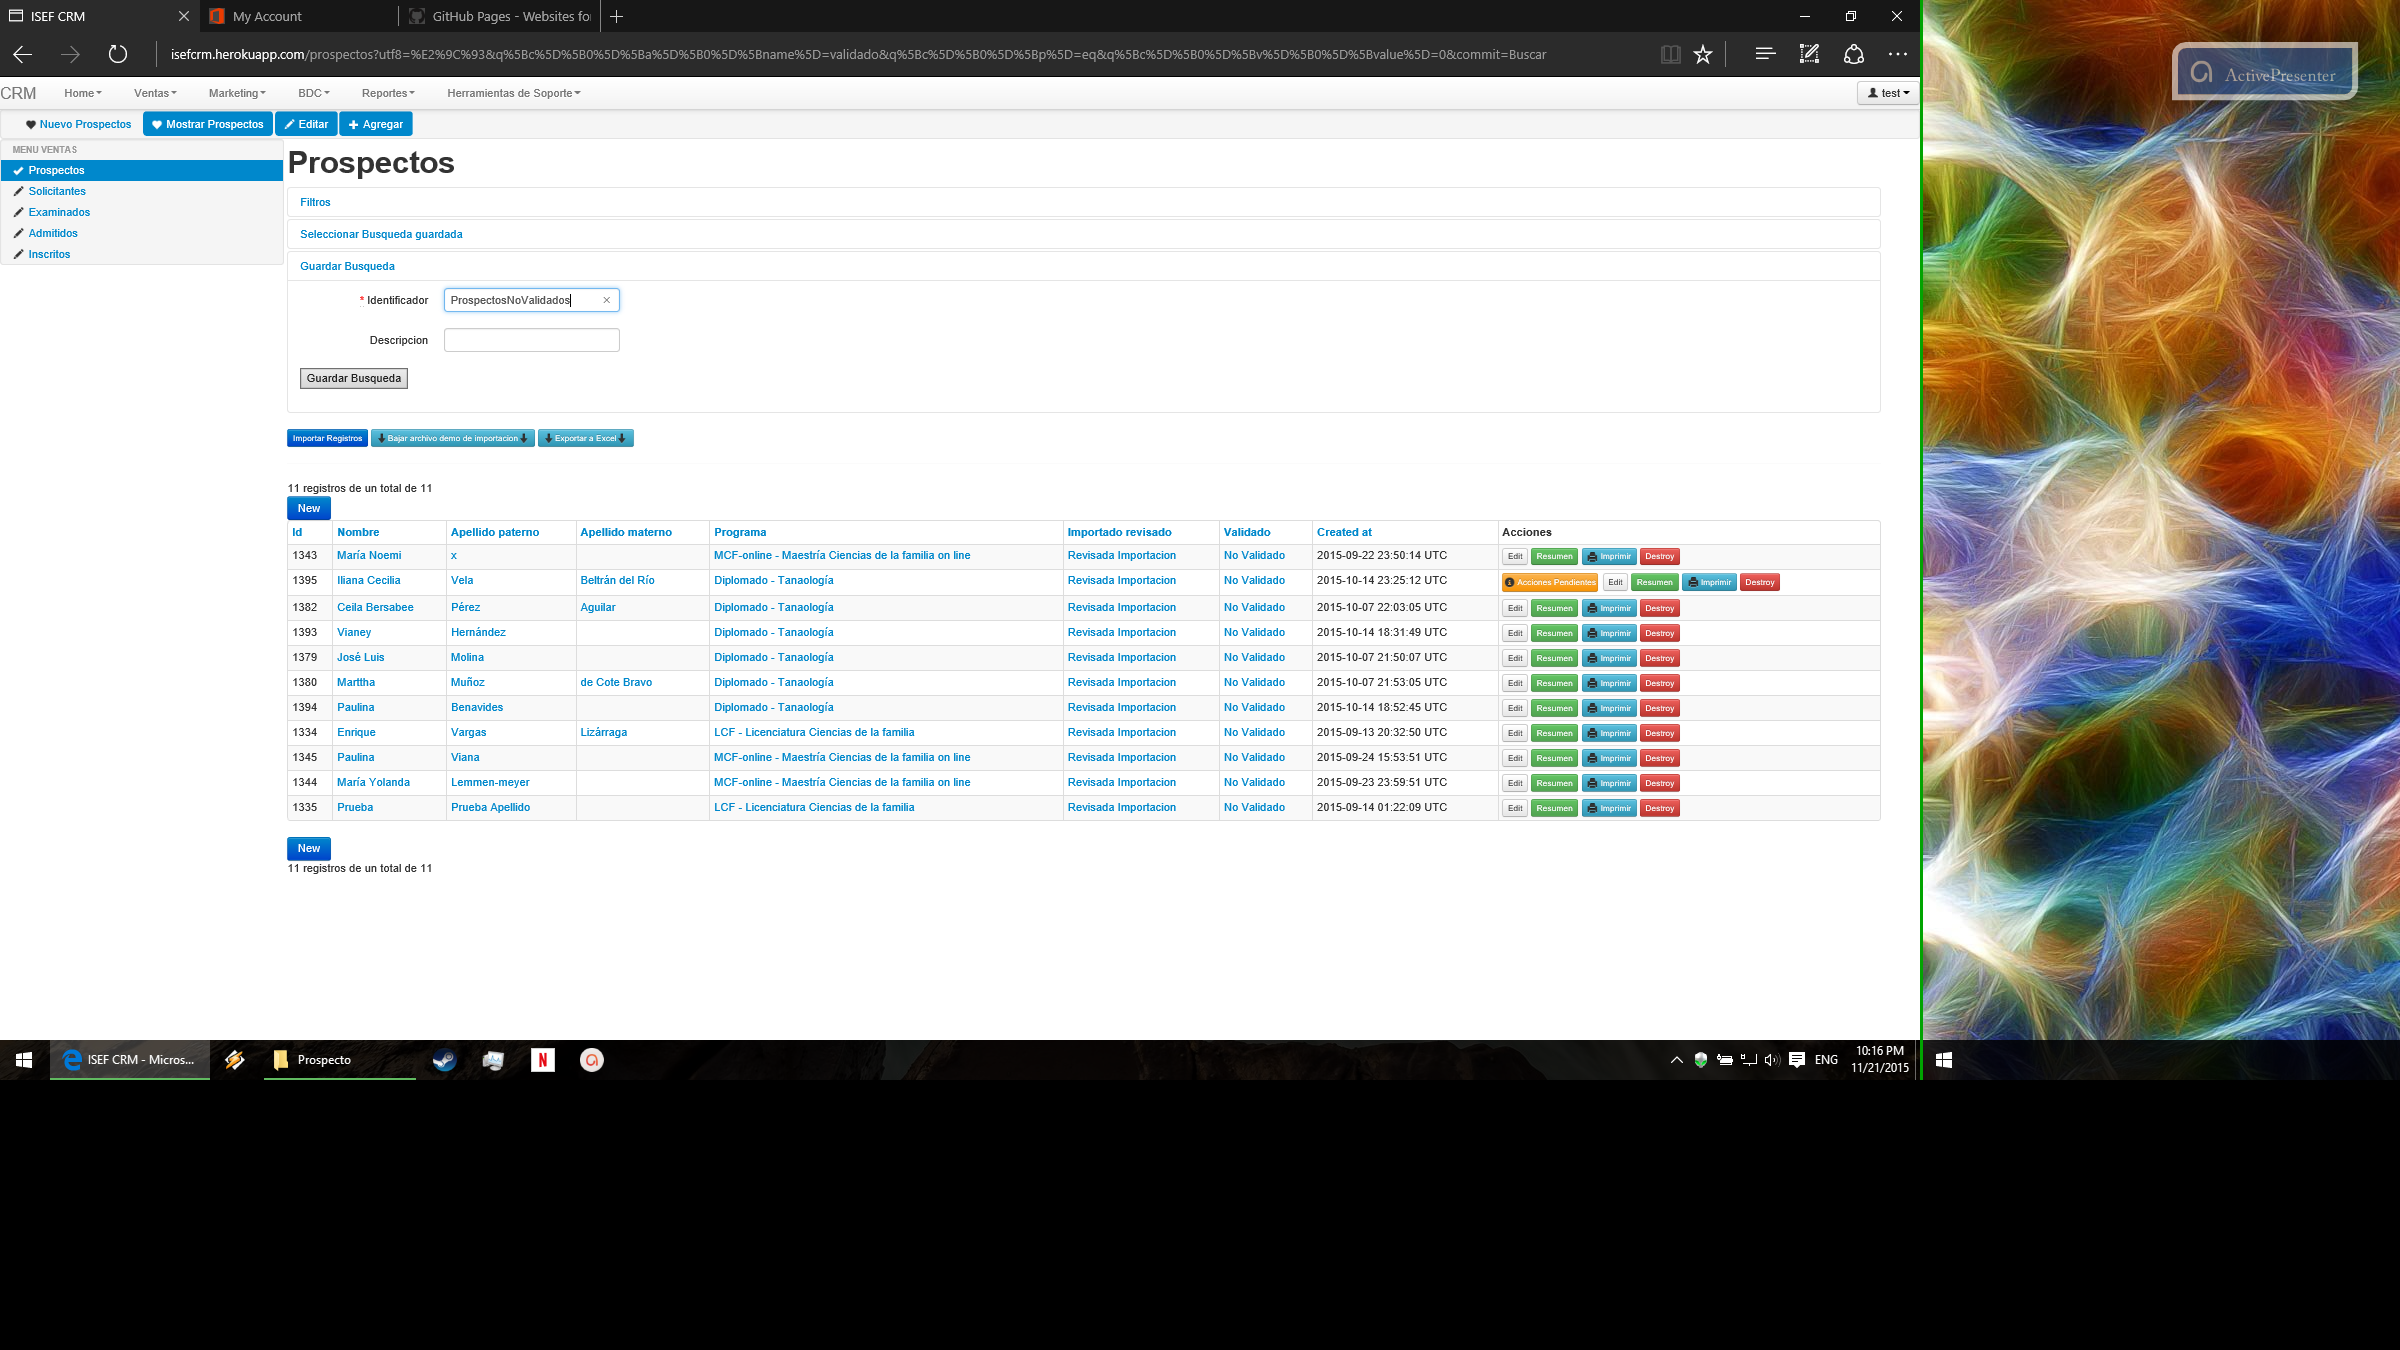 ISEF CRM
My Account
GitHub Pages - Websites fo
isefcrm.herokuapp.com/prospectos?utf8=%E2%9C%93&q%5Bc%5D%5B0%5D%5Ba%5D%5B0%5D%5Bname%5D=validado&q%5Bc%5D%5B0%5D%5Bp%5D=eq&q%5Bc%5D%5B0%5D%5Bv%5D%5B0%5D%5Bvalue%5D=0&commit=Buscar
ActivePresenter
CRM Home Ventas Marketing BDC Reportes Herramientas de Soporte test
Nuevo Prospectos Mostrar Prospectos Editar Agregar
MENU VENTAS
Prospectos
Solicitantes
Examinados
Admitidos
Inscritos
Prospectos
Filtros
Seleccionar Busqueda guardada
Guardar Busqueda
* Identificador ProspectosNoValidados
Descripcion
Guardar Busqueda
Importar Registros Bajar archivo demo de importacion Exportar a Excel
11 registros de un total de 11
New
Id Nombre Apellido paterno Apellido materno Programa Importado revisado Validado Created at Acciones
1343 María Noemi x MCF-online - Maestría Ciencias de la familia on line Revisada Importacion No Validado 2015-09-22 23:50:14 UTC Edit Resumen Imprimir Destroy
1395 Iliana Cecilia Vela Beltrán del Río Diplomado - Tanaología Revisada Importacion No Validado 2015-10-14 23:25:12 UTC Acciones Pendientes Edit Resumen Imprimir Destroy
1382 Ceila Bersabee Pérez Aguilar Diplomado - Tanaología Revisada Importacion No Validado 2015-10-07 22:03:05 UTC Edit Resumen Imprimir Destroy
1393 Vianey Hernández Diplomado - Tanaología Revisada Importacion No Validado 2015-10-14 18:31:49 UTC Edit Resumen Imprimir Destroy
1379 José Luis Molina Diplomado - Tanaología Revisada Importacion No Validado 2015-10-07 21:50:07 UTC Edit Resumen Imprimir Destroy
1380 Marttha Muñoz de Cote Bravo Diplomado - Tanaología Revisada Importacion No Validado 2015-10-07 21:53:05 UTC Edit Resumen Imprimir Destroy
1394 Paulina Benavides Diplomado - Tanaología Revisada Importacion No Validado 2015-10-14 18:52:45 UTC Edit Resumen Imprimir Destroy
1334 Enrique Vargas Lizárraga LCF - Licenciatura Ciencias de la familia Revisada Importacion No Validado 2015-09-13 20:32:50 UTC Edit Resumen Imprimir Destroy
1345 Paulina Viana MCF-online - Maestría Ciencias de la familia on line Revisada Importacion No Validado 2015-09-24 15:53:51 UTC Edit Resumen Imprimir Destroy
1344 María Yolanda Lemmen-meyer MCF-online - Maestría Ciencias de la familia on line Revisada Importacion No Validado 2015-09-23 23:59:51 UTC Edit Resumen Imprimir Destroy
1335 Prueba Prueba Apellido LCF - Licenciatura Ciencias de la familia Revisada Importacion No Validado 2015-09-14 01:22:09 UTC Edit Resumen Imprimir Destroy
New
11 registros de un total de 11
ISEF CRM - Micros...
Prospecto
N
ENG
10:16 PM
11/21/2015